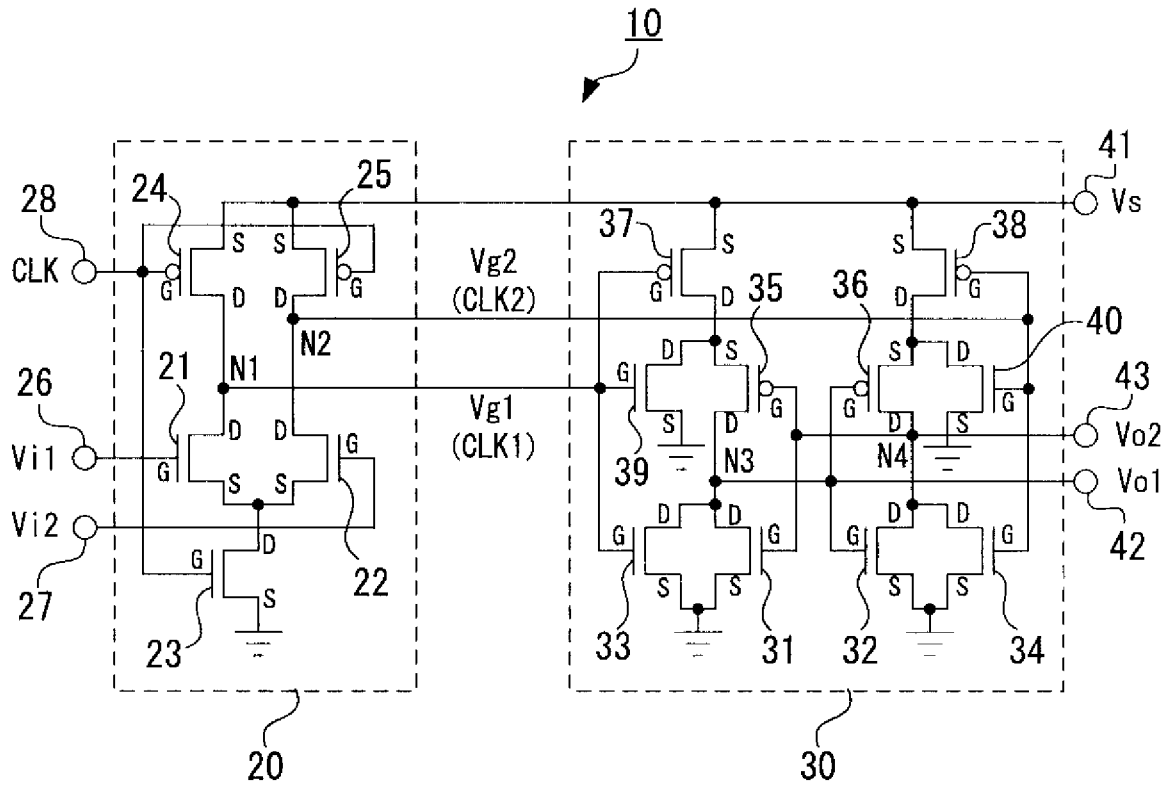 10
24
25
41
28
37
38
Vs
S
S
S
S
CLK
G
G
Vg2
(CLK2)
G
G
D
D
D
D
35
36
40
N2
N1
21
D
S
S
D
26
G
G
G
G
43
Vg1
(CLK1)
S
D
D
S
Vo2
Vi1
G
D
D
G
39
N3
N4
Vo1
S
S
Vi2
D
D
D
D
42
G
D
G
G
G
G
27
22
S
S
S
S
S
23
33
31
32
34
20
30